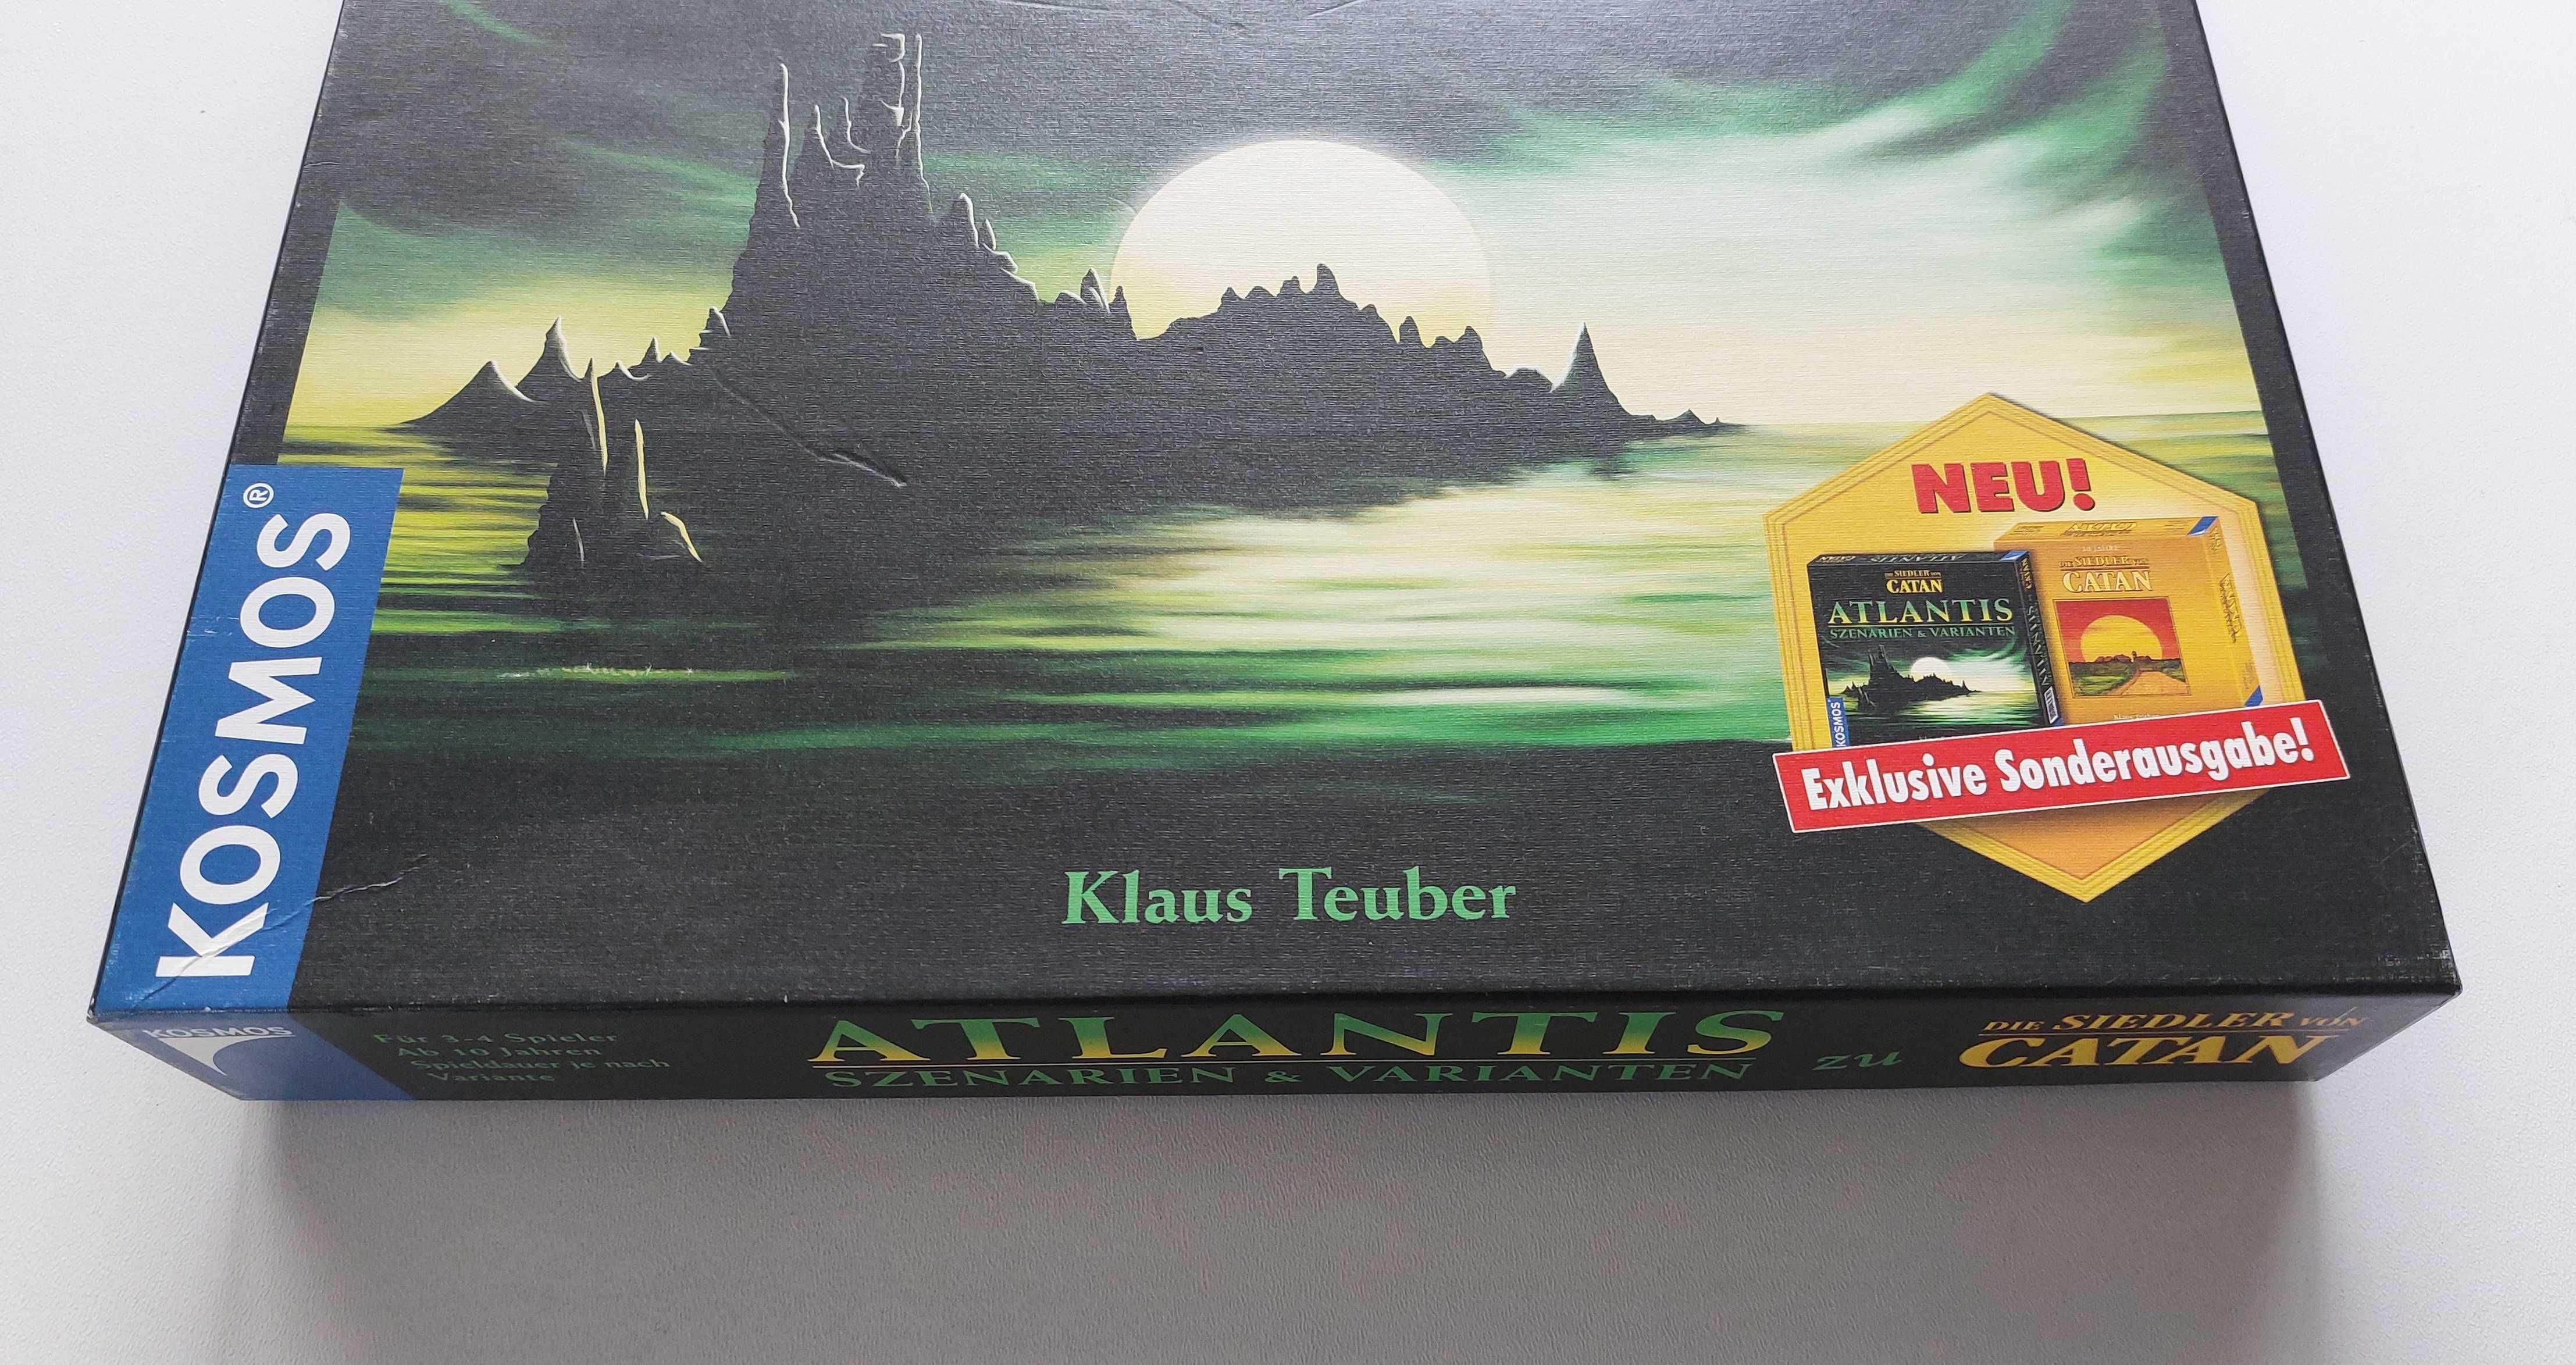 KOSMOS®
NEU!
DIE SIEDLER VON
CATAN
ATLANTIS
SZENARIEN & VARIANTEN
KOSMOS
DIE SIEDLER VON
CATAN
Exklusive Sonderausgabe!
Klaus Teuber
KOSMOS
Für 3-4 Spieler
Ab 10 Jahren
Spieldauer je nach
Variante
ATLANTIS
SZENARIEN & VARIANTEN
zu
DIE SIEDLER VON
CATAN